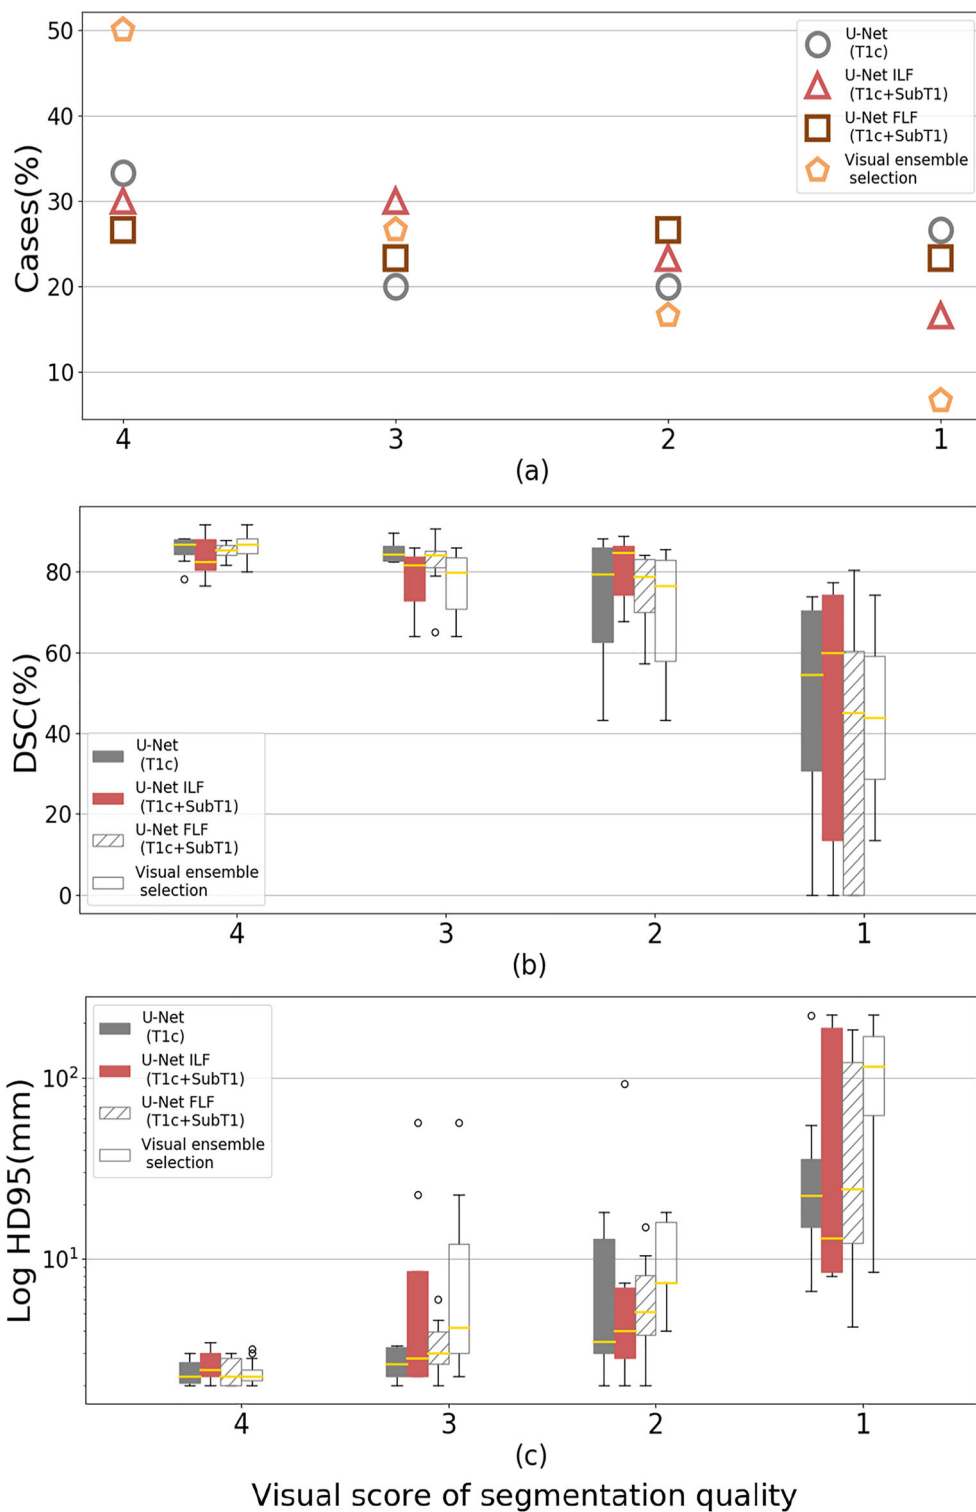 50
40
30
20
10
Cases(%)
U-Net
(T1c)
U-Net ILF
(T1c+SubT1)
U-Net FLF
(T1c+SubT1)
Visual ensemble
selection
4 3 2 1
(a)
80
60
40
20
0
DSC(%)
U-Net
(T1c)
U-Net ILF
(T1c+SubT1)
U-Net FLF
(T1c+SubT1)
Visual ensemble
selection
4 3 2 1
(b)
10²
10¹
Log HD95(mm)
U-Net
(T1c)
U-Net ILF
(T1c+SubT1)
U-Net FLF
(T1c+SubT1)
Visual ensemble
selection
4 3 2 1
(c)
Visual score of segmentation quality